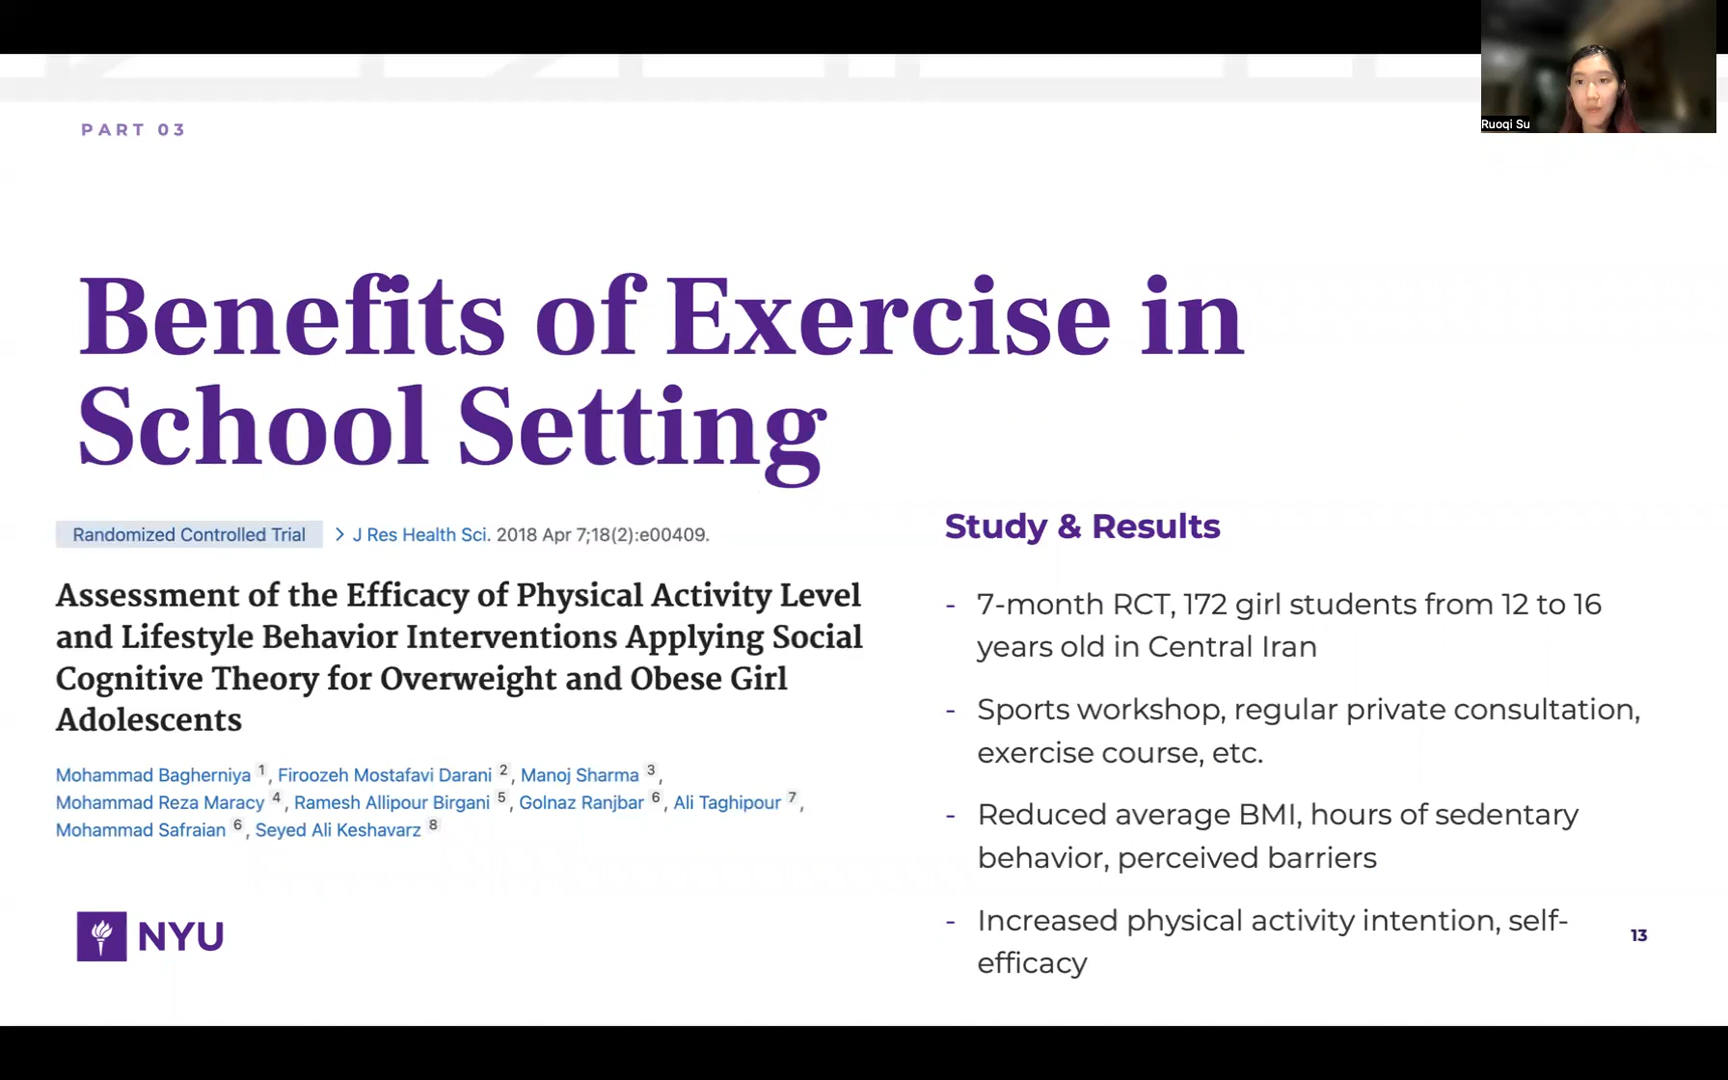 Ruoqi Su
PART 03
Benefits of Exercise in
School Setting
Randomized Controlled Trial > J Res Health Sci. 2018 Apr 7;18(2):e00409.
Assessment of the Efficacy of Physical Activity Level
and Lifestyle Behavior Interventions Applying Social
Cognitive Theory for Overweight and Obese Girl
Adolescents
Mohammad Bagherniya 1, Firoozeh Mostafavi Darani 2, Manoj Sharma 3,
Mohammad Reza Maracy 4, Ramesh Allipour Birgani 5, Golnaz Ranjbar 6, Ali Taghipour 7,
Mohammad Safraian 6, Seyed Ali Keshavarz 8
Study & Results
- 7-month RCT, 172 girl students from 12 to 16
years old in Central Iran
- Sports workshop, regular private consultation,
exercise course, etc.
- Reduced average BMI, hours of sedentary
behavior, perceived barriers
- Increased physical activity intention, self-
efficacy
NYU
13